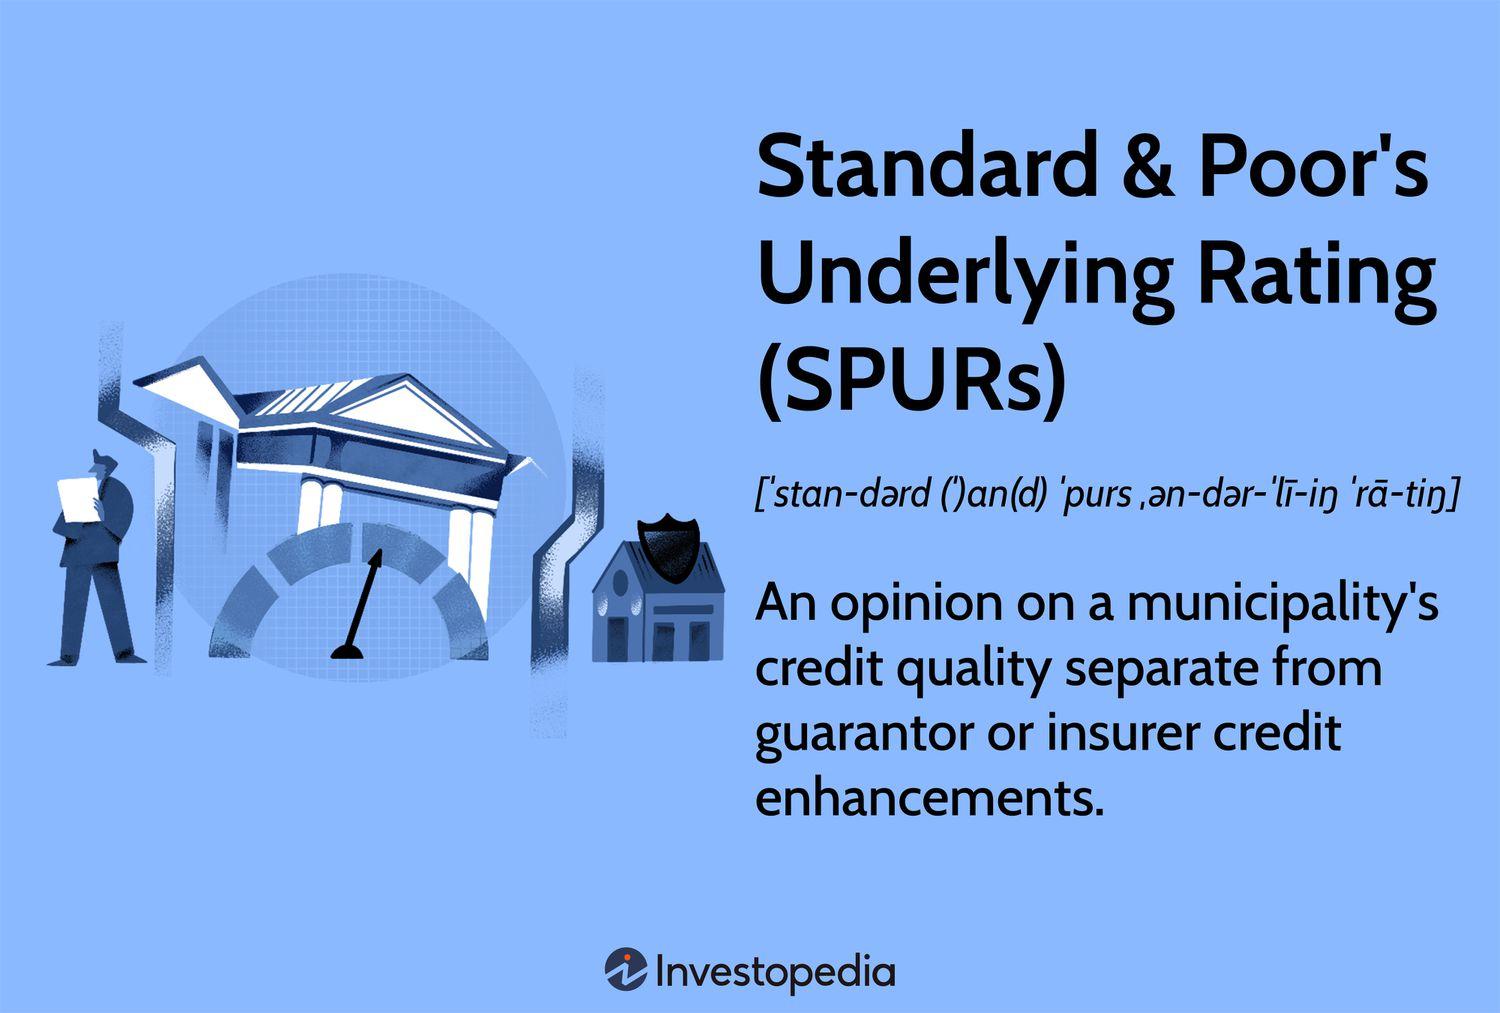 Standard & Poor's
Underlying Rating
(SPURs)
[ˈstan-dərd (ˈ)an(d) ˈpurs ˌən-dər-ˈlī-iŋ ˈrā-tiŋ]
An opinion on a municipality's
credit quality separate from
guarantor or insurer credit
enhancements.
Investopedia